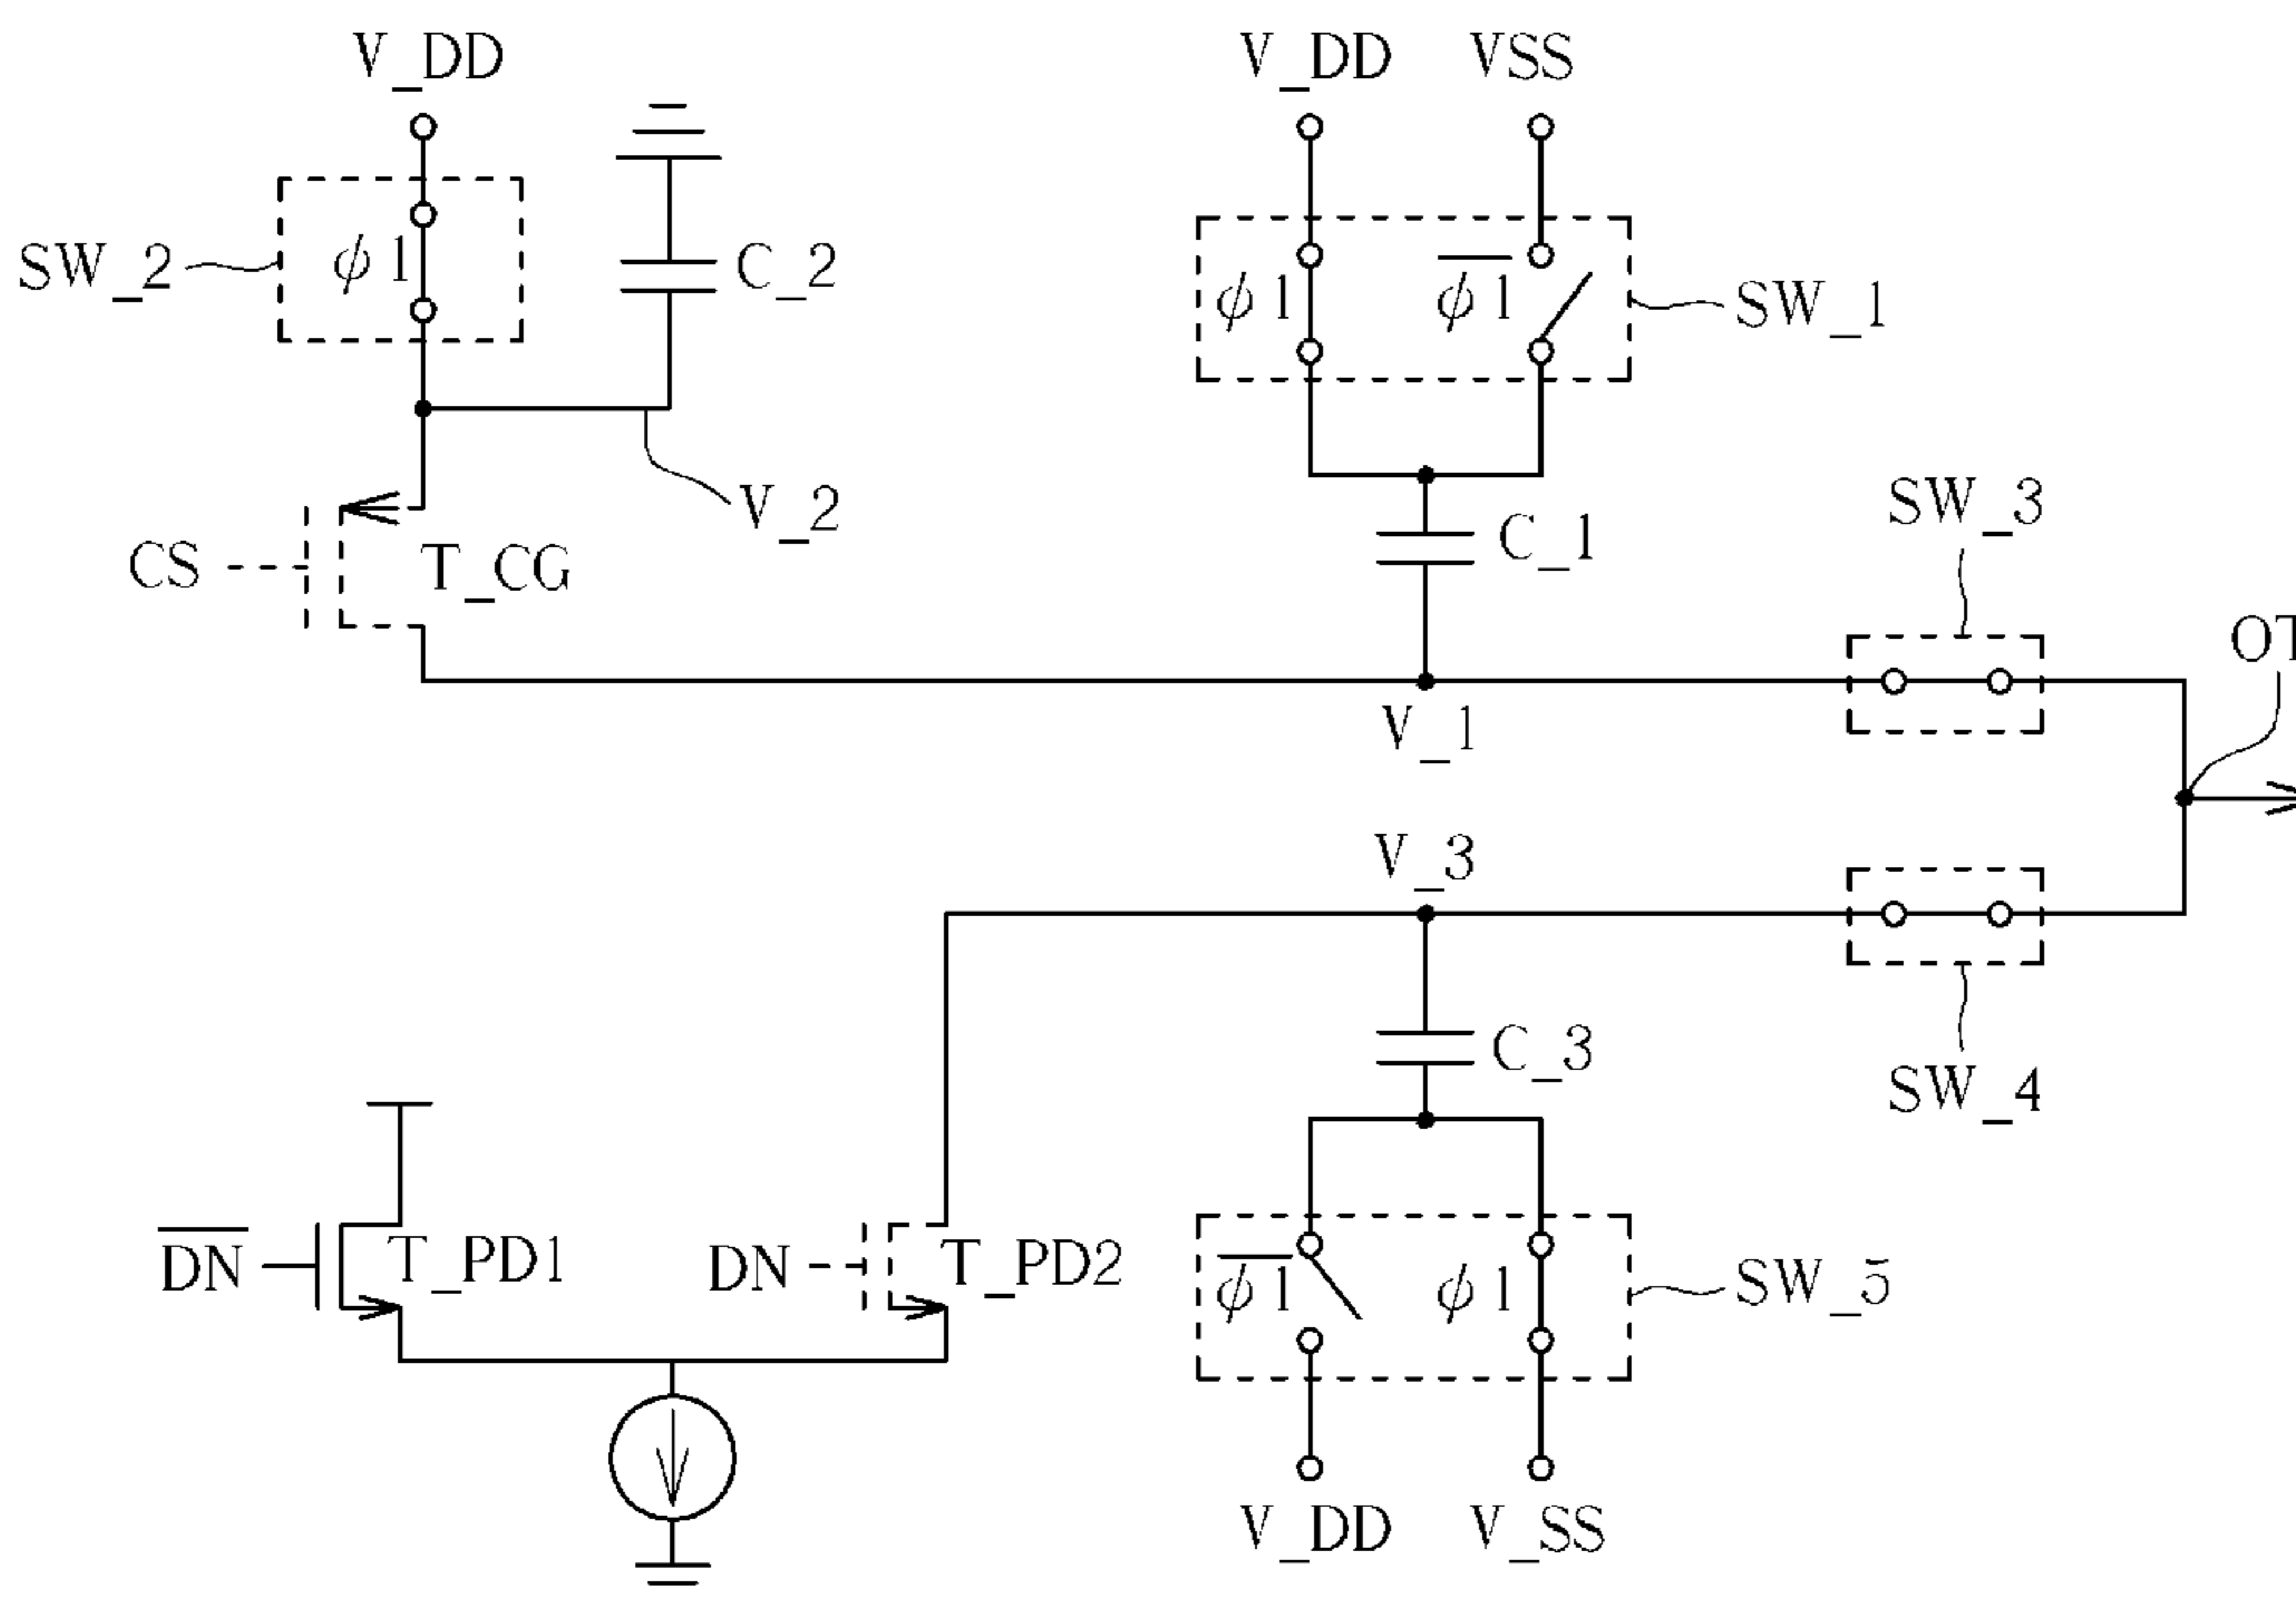 V_DD
V_DD
VSS
SW_2
φ1
C_2
φ1
φ1̅
SW_1
V_2
CS
T_CG
C_1
SW_3
OT
V_1
V_3
C_3
SW_4
D̅N̅
T_PD1
DN
T_PD2
φ1̅
φ1
SW_5
V_DD
V_SS